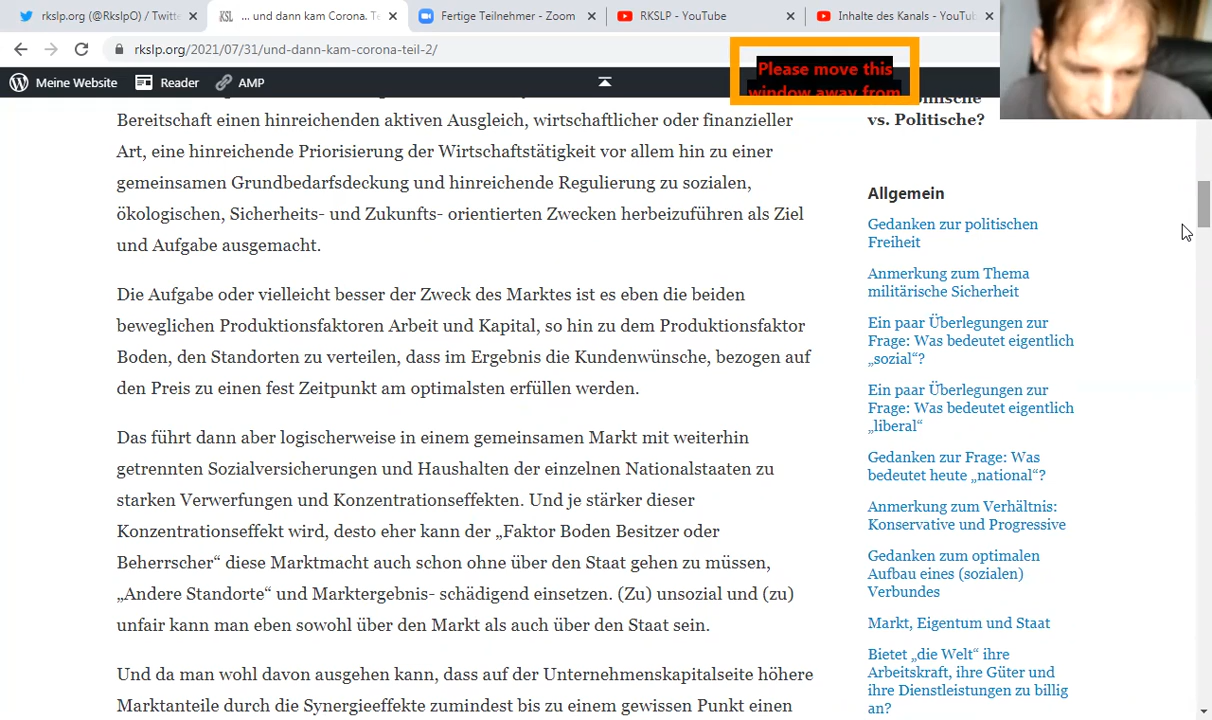 rkslp.org (@RkslpO) / Twitte
... und dann kam Corona. Te
Fertige Teilnehmer - Zoom
RKSLP - YouTube
Inhalte des Kanals - YouTu
rkslp.org/2021/07/31/und-dann-kam-corona-teil-2/
Meine Website
Reader
AMP
Please move this
window away from
vs. Politische?
Bereitschaft einen hinreichenden aktiven Ausgleich, wirtschaftlicher oder finanzieller
Art, eine hinreichende Priorisierung der Wirtschaftstätigkeit vor allem hin zu einer
gemeinsamen Grundbedarfsdeckung und hinreichende Regulierung zu sozialen,
ökologischen, Sicherheits- und Zukunfts- orientierten Zwecken herbeizuführen als Ziel
und Aufgabe ausgemacht.
Die Aufgabe oder vielleicht besser der Zweck des Marktes ist es eben die beiden
beweglichen Produktionsfaktoren Arbeit und Kapital, so hin zu dem Produktionsfaktor
Boden, den Standorten zu verteilen, dass im Ergebnis die Kundenwünsche, bezogen auf
den Preis zu einen fest Zeitpunkt am optimalsten erfüllen werden.
Das führt dann aber logischerweise in einem gemeinsamen Markt mit weiterhin
getrennten Sozialversicherungen und Haushalten der einzelnen Nationalstaaten zu
starken Verwerfungen und Konzentrationseffekten. Und je stärker dieser
Konzentrationseffekt wird, desto eher kann der „Faktor Boden Besitzer oder
Beherrscher“ diese Marktmacht auch schon ohne über den Staat gehen zu müssen,
„Andere Standorte“ und Marktergebnis- schädigend einsetzen. (Zu) unsozial und (zu)
unfair kann man eben sowohl über den Markt als auch über den Staat sein.
Und da man wohl davon ausgehen kann, dass auf der Unternehmenskapitalseite höhere
Marktanteile durch die Synergieeffekte zumindest bis zu einem gewissen Punkt einen
Allgemein
Gedanken zur politischen
Freiheit
Anmerkung zum Thema
militärische Sicherheit
Ein paar Überlegungen zur
Frage: Was bedeutet eigentlich
„sozial“?
Ein paar Überlegungen zur
Frage: Was bedeutet eigentlich
„liberal“
Gedanken zur Frage: Was
bedeutet heute „national“?
Anmerkung zum Verhältnis:
Konservative und Progressive
Gedanken zum optimalen
Aufbau eines (sozialen)
Verbundes
Markt, Eigentum und Staat
Bietet „die Welt“ ihre
Arbeitskraft, ihre Güter und
ihre Dienstleistungen zu billig
an?